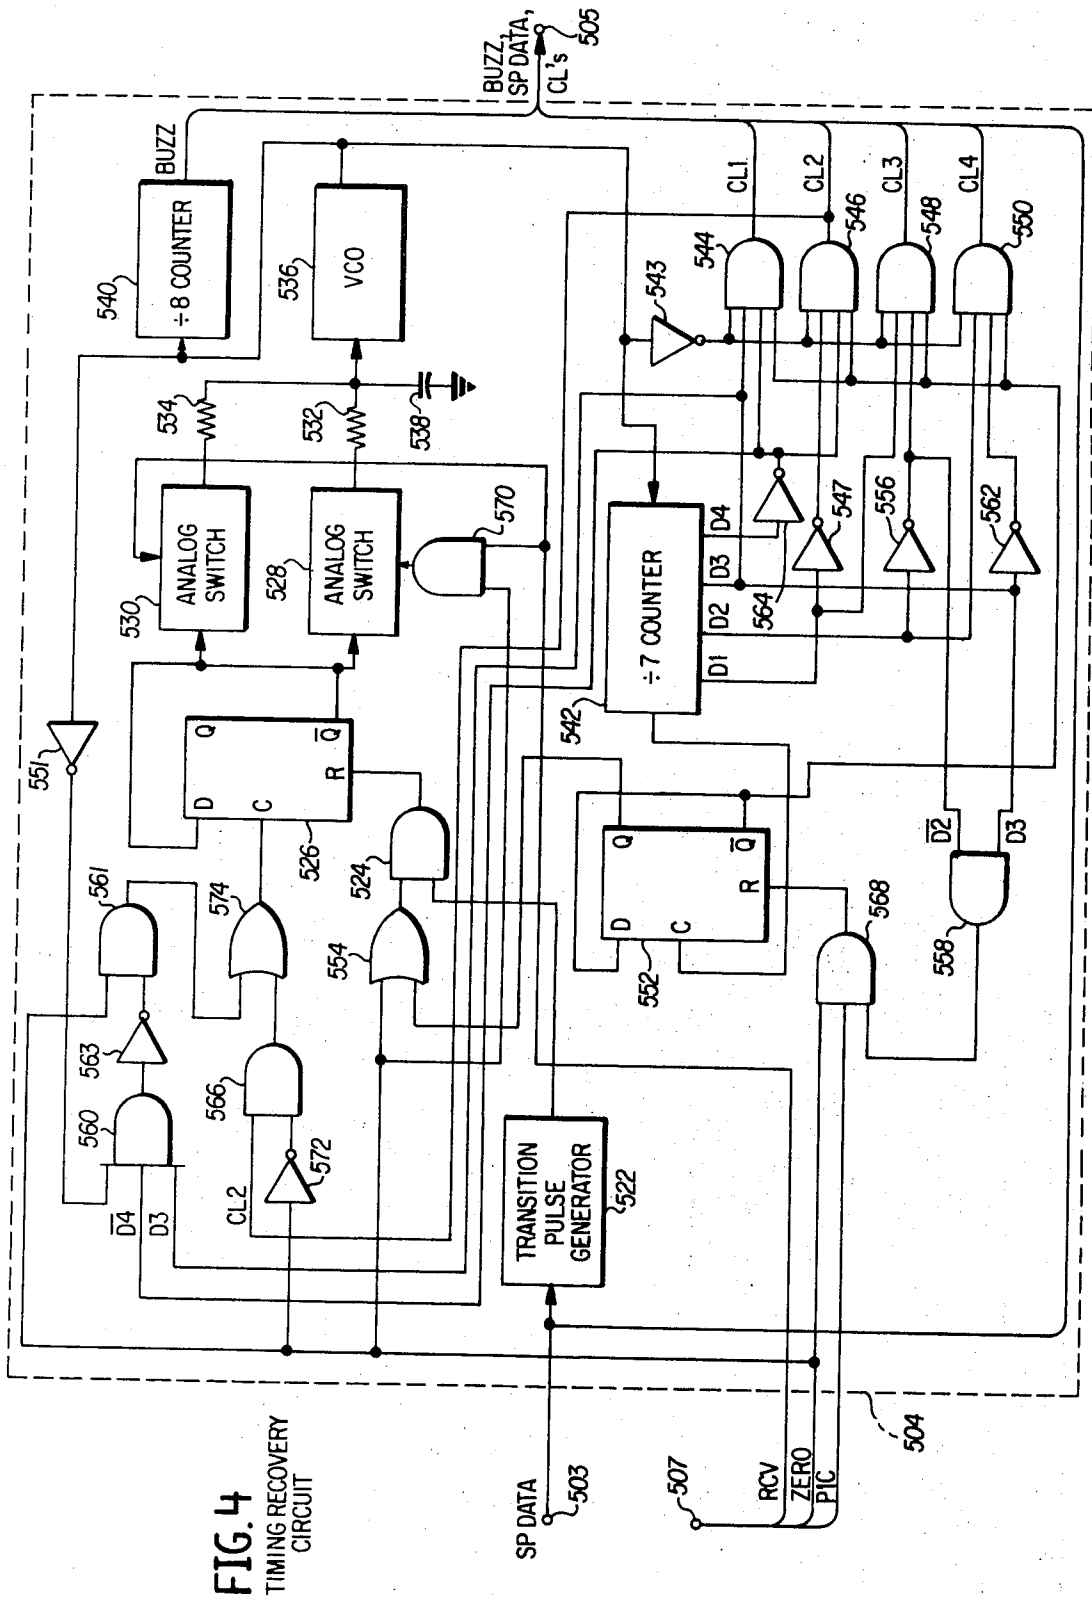 FIG. 4
TIMING RECOVERY
CIRCUIT
BUZZ,
SP DATA,
CL's
505
BUZZ
540
÷8 COUNTER
536
VCO
534
532
538
530
ANALOG
SWITCH
528
ANALOG
SWITCH
570
551
561
563
560
D4
D3
574
566
CL2
572
D
Q
C
Q
R
526
524
554
TRANSITION
PULSE
GENERATOR
522
SP DATA
503
507
RCV
ZERO
PIC
504
542
÷7 COUNTER
D1
D2
D3
D4
564
543
547
556
562
544
CL1
546
CL2
548
CL3
550
CL4
D
Q
C
Q
R
552
568
558
D2
D3